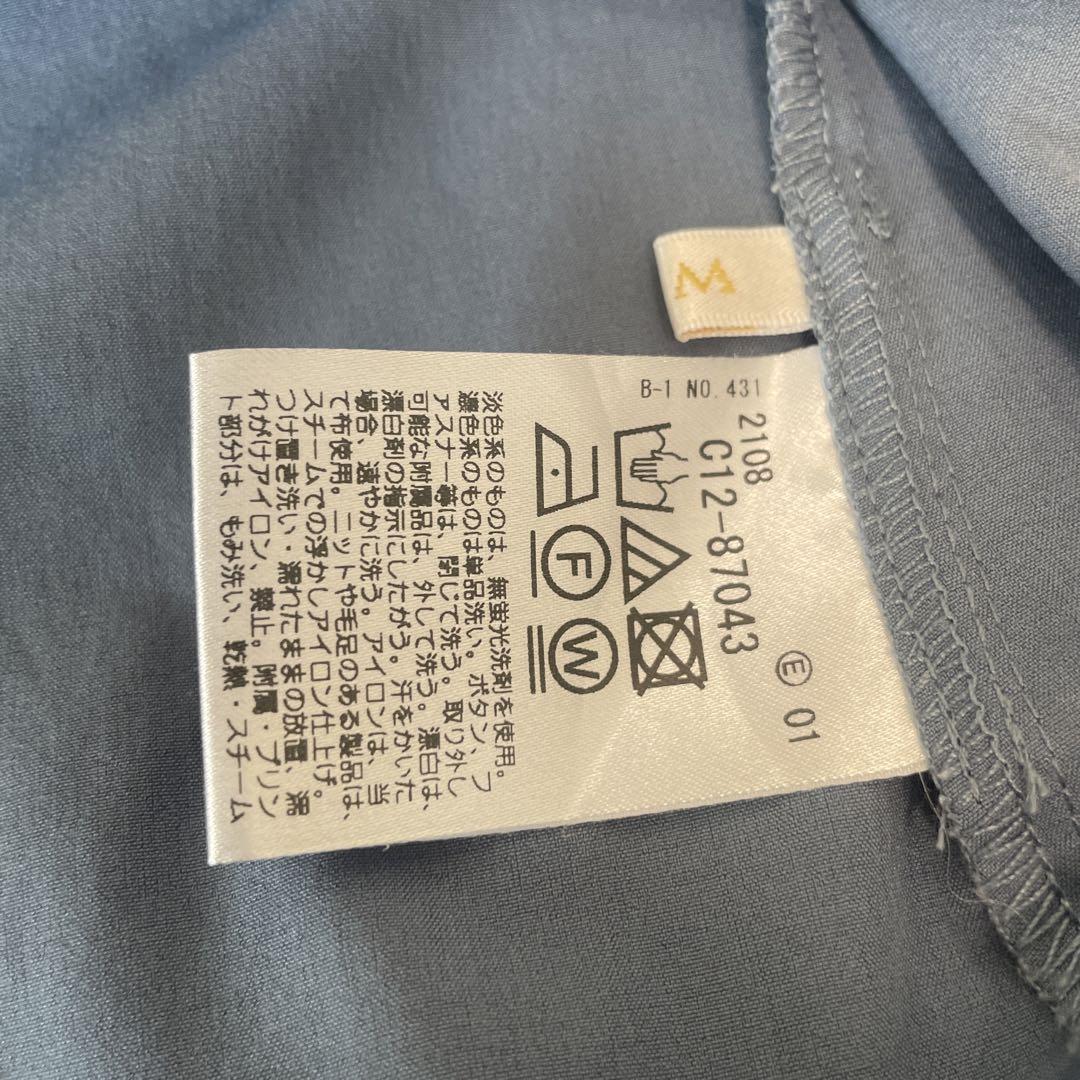 M
B-1 NO.431
2108
C12-87043
E 01
F
W
淡色系のものは、無蛍光洗剤を使用。
濃色系のものは単品洗い。ボタン、フ
ァスナー等は、閉じて洗う。取り外し
可能な附属品は、外して洗う。漂白は、
漂白剤の指示にしたがう。汗をかいた
場合、速やかに洗う。アイロンは、当
て布使用。ニットや毛足のある製品は、
スチームでの浮かしアイロン仕上げ。
つけ置き洗い・濡れたままの放置、濡
れがけアイロン、禁止。附属・プリン
ト部分は、もみ洗い、乾燥・スチーム